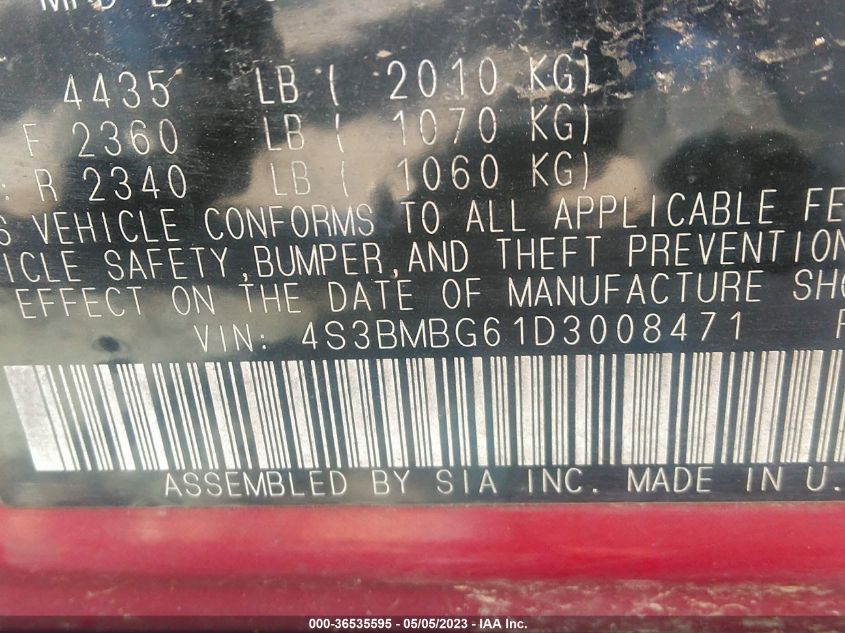 4435 LB ( 2010 KG)
F 2360 LB ( 1070 KG)
: R 2340 LB ( 1060 KG)
S VEHICLE CONFORMS TO ALL APPLICABLE FE
ICLE SAFETY,BUMPER,AND THEFT PREVENTION
EFFECT ON THE DATE OF MANUFACTURE SHO
VIN: 4S3BMBG61D3008471
ASSEMBLED BY SIA INC. MADE IN U.
000-36535595 - 05/05/2023 - IAA Inc.